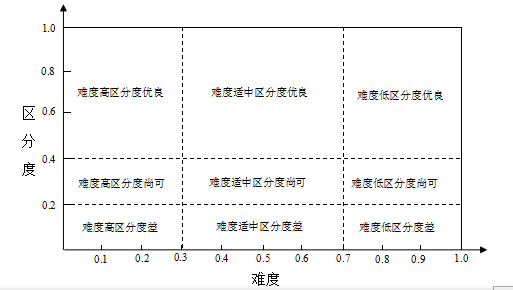 1.0
0.8
难度高区分度优良 难度适中区分度优良 难度低区分度优良
0.6
区
分
度
0.4
难度高区分度尚可 难度适中区分度尚可 难度低区分度尚可
0.2
难度高区分度差 难度适中区分度差 难度低区分度差
0.1 0.2 0.3 0.4 0.5 0.6 0.7 0.8 0.9 1.0
难度